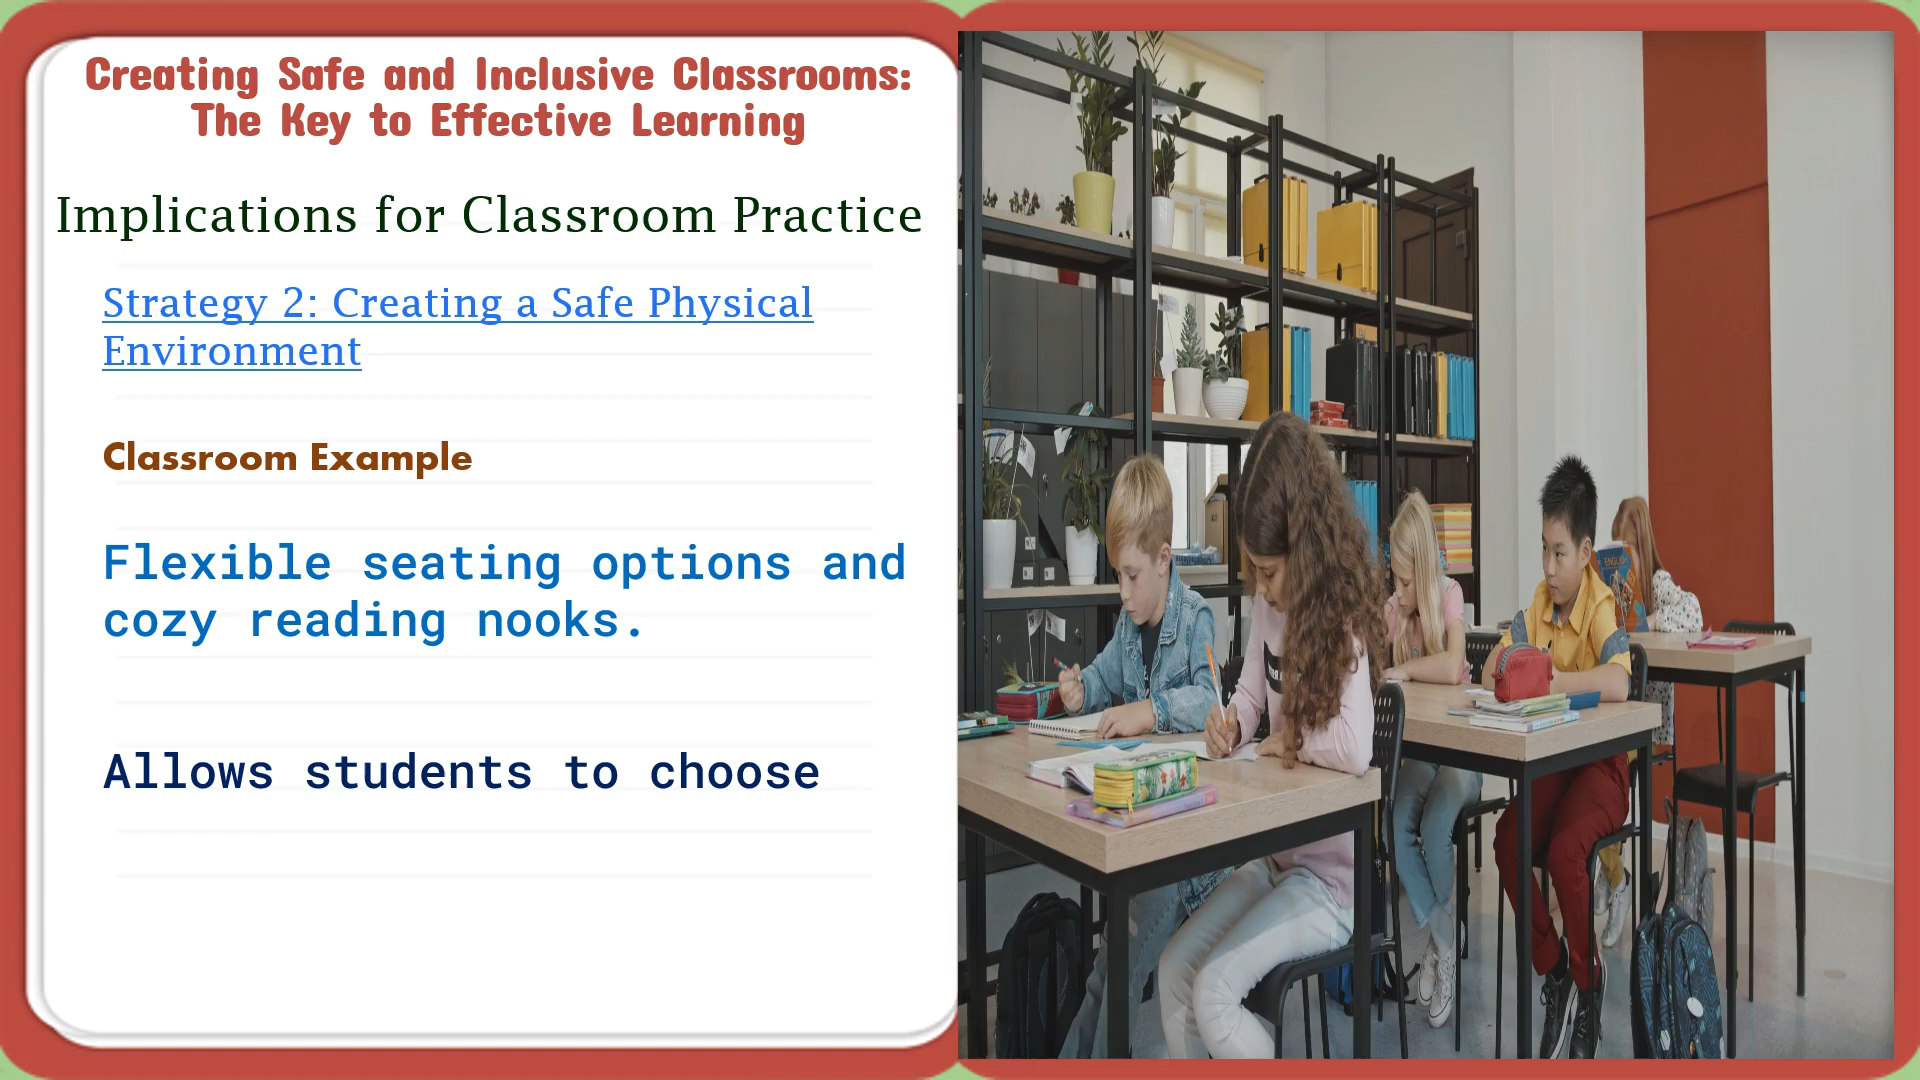 Creating Safe and Inclusive Classrooms:
The Key to Effective Learning
Implications for Classroom Practice
Strategy 2: Creating a Safe Physical
Environment
Classroom Example
Flexible seating options and
cozy reading nooks.
Allows students to choose
ENGLISH